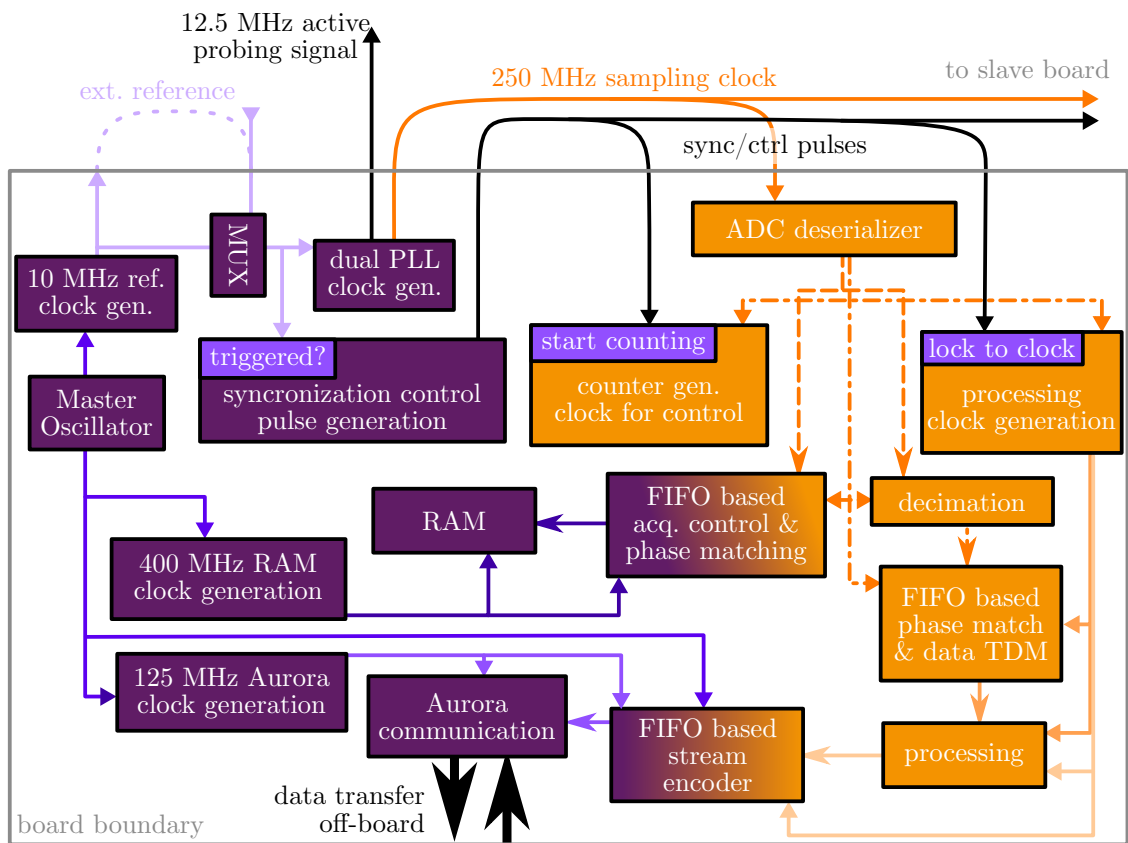 12.5 MHz active
probing signal
250 MHz sampling clock
to slave board
ext. reference
sync/ctrl pulses
MUX
ADC deserializer
10 MHz ref.
clock gen.
dual PLL
clock gen.
triggered?
syncronization control
pulse generation
start counting
counter gen.
clock for control
lock to clock
processing
clock generation
Master
Oscillator
RAM
FIFO based
acq. control &
phase matching
decimation
400 MHz RAM
clock generation
FIFO based
phase match
& data TDM
125 MHz Aurora
clock generation
Aurora
communication
FIFO based
stream
encoder
processing
data transfer
off-board
board boundary